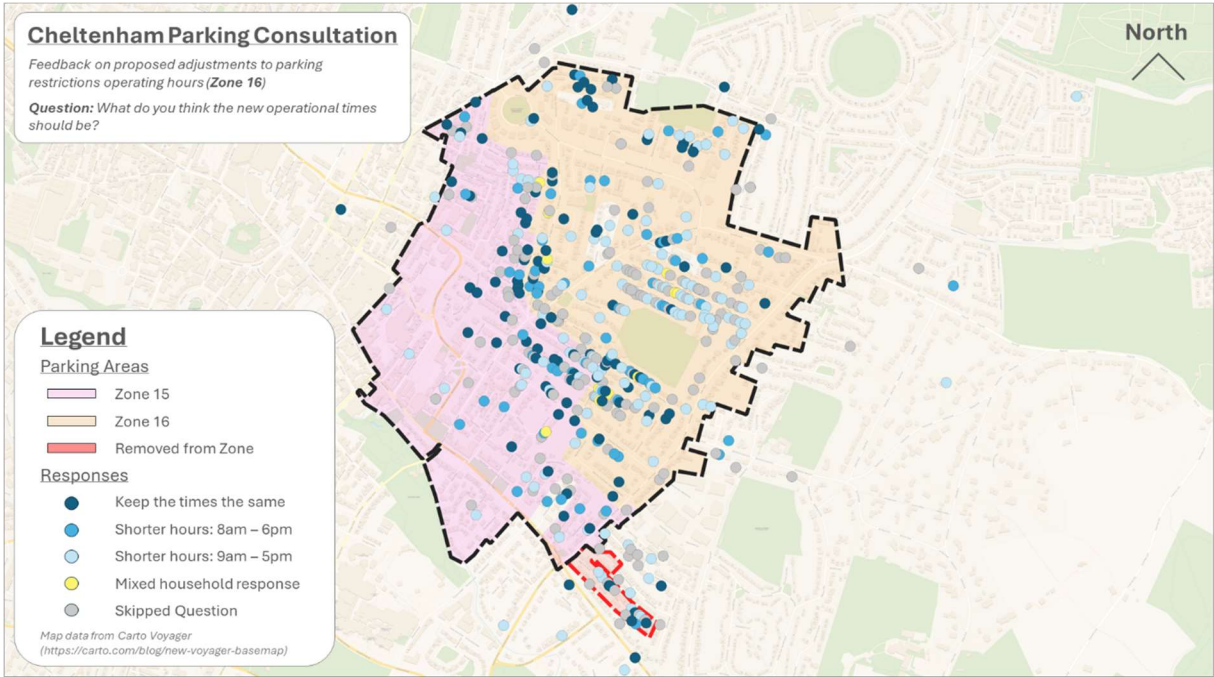 Cheltenham Parking Consultation
Feedback on proposed adjustments to parking
restrictions operating hours (Zone 16)
Question: What do you think the new operational times
should be?
North
Legend
Parking Areas
Zone 15
Zone 16
Removed from Zone
Responses
Keep the times the same
Shorter hours: 8am – 6pm
Shorter hours: 9am – 5pm
Mixed household response
Skipped Question
Map data from Carto Voyager
(https://carto.com/blog/new-voyager-basemap)